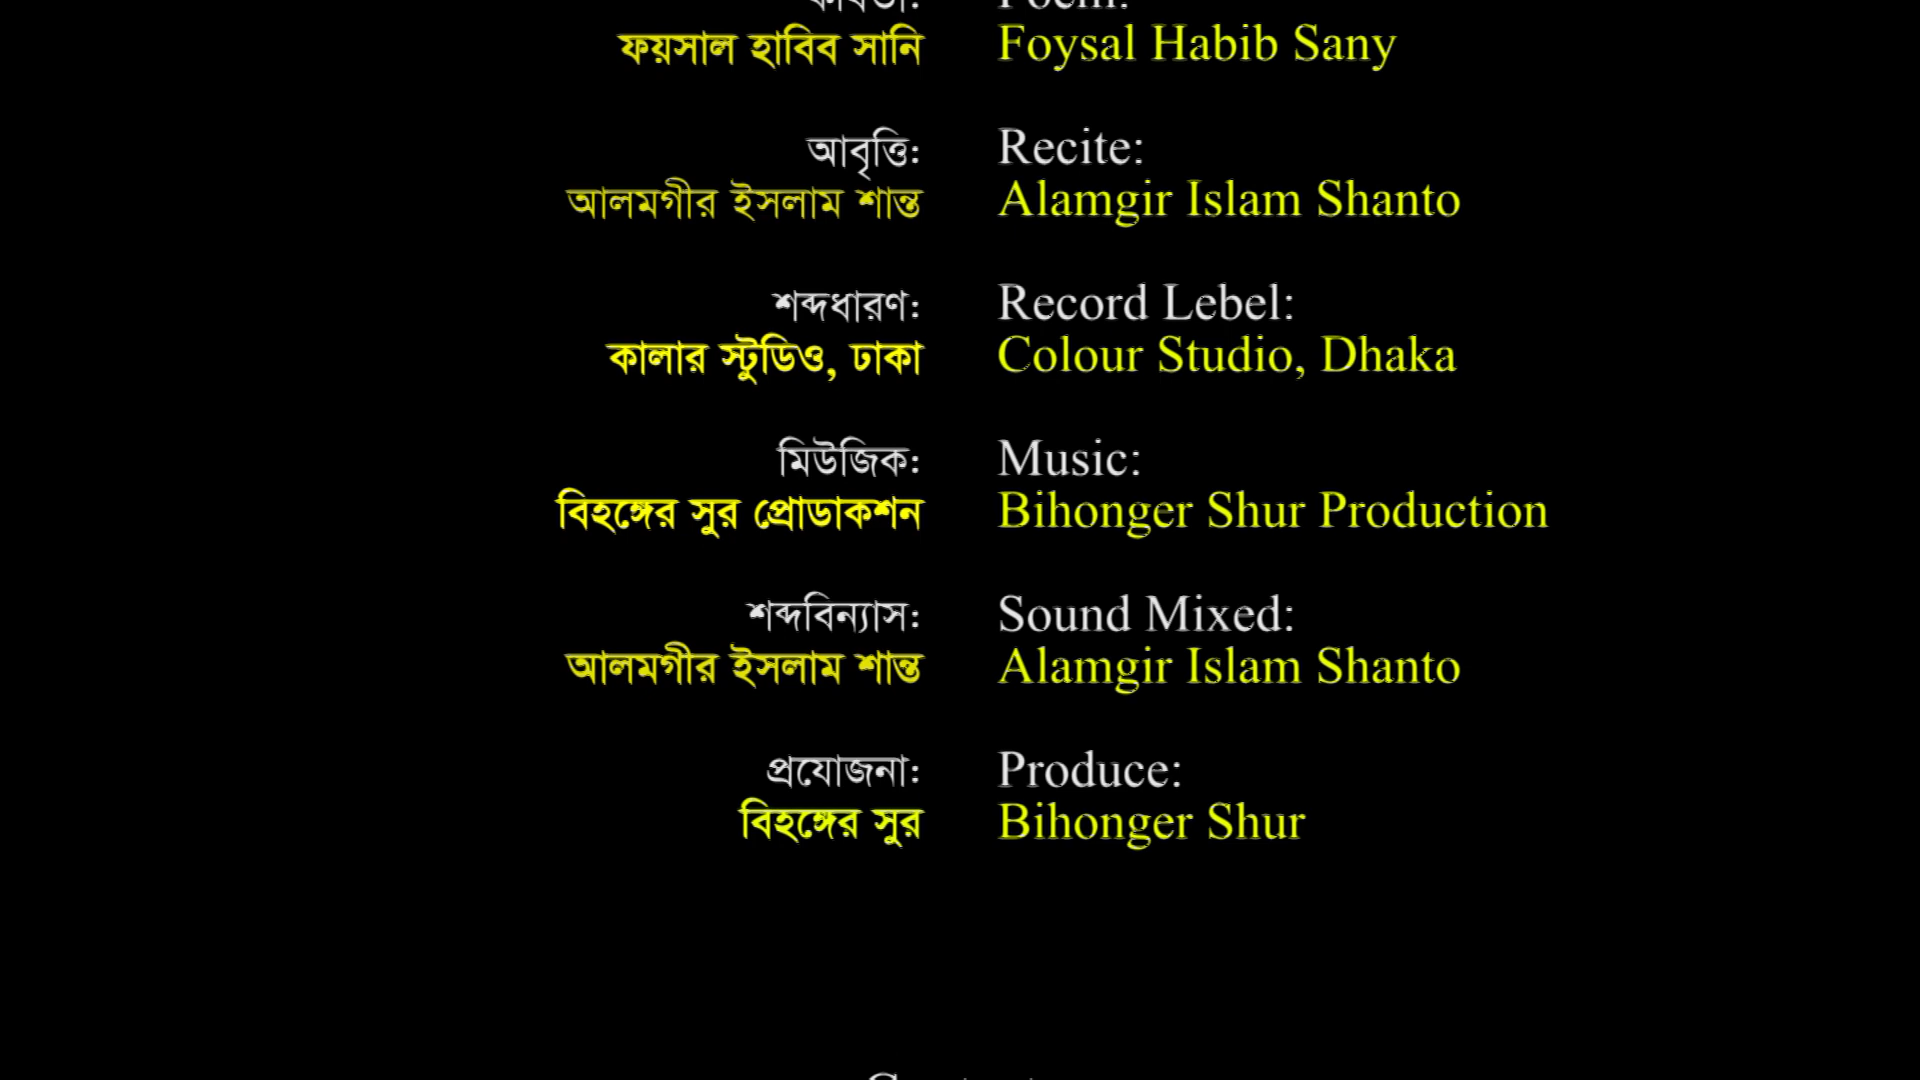 কবিতা: Poem:
ফয়সাল হাবিব সানি Foysal Habib Sany
আবৃত্তি: Recite:
আলমগীর ইসলাম শান্ত Alamgir Islam Shanto
শব্দধারণ: Record Lebel:
কালার স্টুডিও, ঢাকা Colour Studio, Dhaka
মিউজিক: Music:
বিহঙ্গের সুর প্রোডাকশন Bihonger Shur Production
শব্দবিন্যাস: Sound Mixed:
আলমগীর ইসলাম শান্ত Alamgir Islam Shanto
প্রযোজনা: Produce:
বিহঙ্গের সুর Bihonger Shur